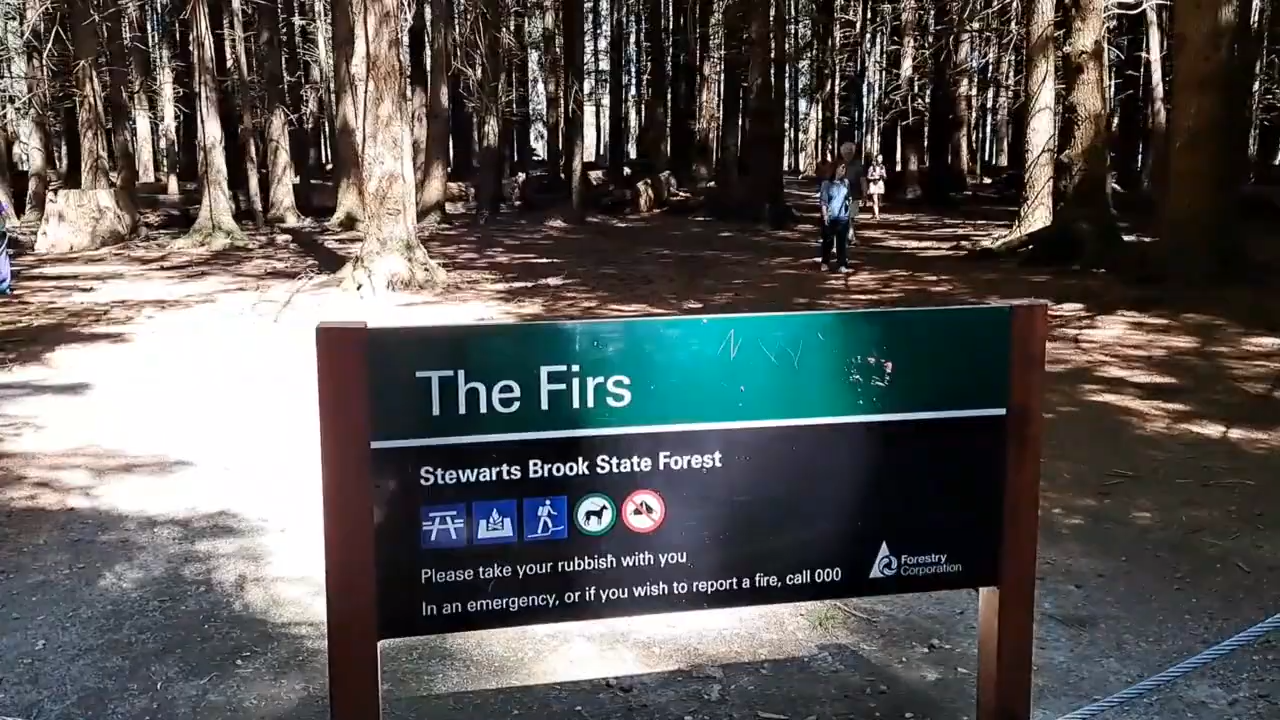 The Firs
Stewarts Brook State Forest
Please take your rubbish with you
In an emergency, or if you wish to report a fire, call 000
Forestry
Corporation